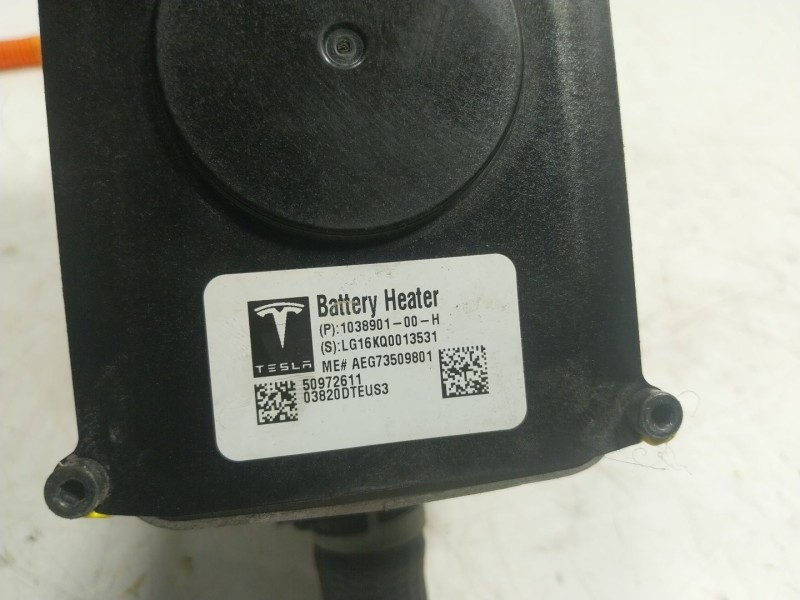 Battery Heater
(P):1038901-00-H
(S):LG16KQ0013531
TESLA
ME# AEG73509801
50972611
03820DTEUS3